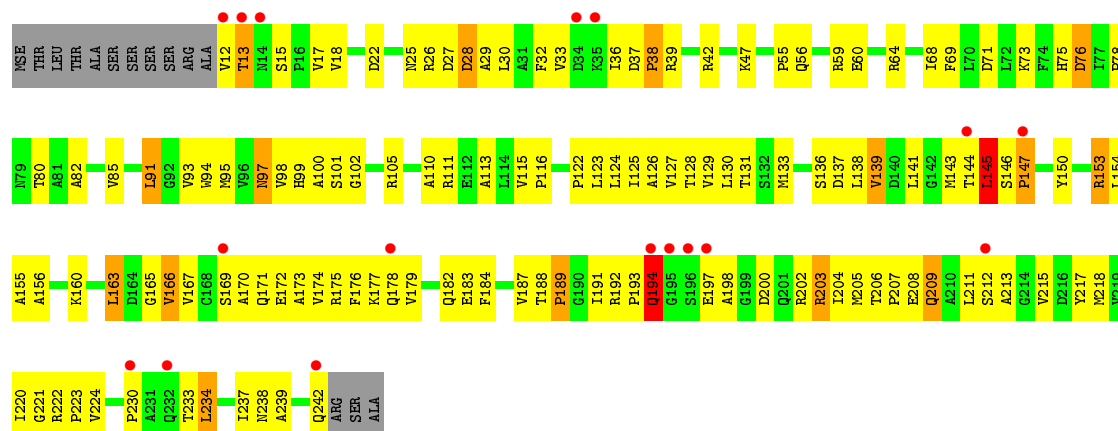 MSE THR LEU THR ALA SER SER SER SER ARG ALA V12 T13 N14 S15 P16 V17 V18 D22 N25 R26 D27 D28 A29 L30 A31 F32 V33 D34 K35 I36 D37 P38 R39 R42 K47 P55 Q56 R59 E60 R64 I68 F69 L70 D71 L72 K73 F74 H75 D76 I77
N79 T80 A81 A82 V85 L91 G92 V93 W94 M95 V96 N97 V98 H99 A100 S101 G102 R105 A110 R111 E112 A113 L114 V115 P116 P122 L123 L124 I125 A126 V127 T128 V129 L130 T131 S132 M133 S136 D137 L138 V139 D140 L141 G142 M143 T144 L145 S146 P147 Y150 R153 L154
A155 A156 K160 L163 D164 G165 V166 V167 C168 S169 A170 Q171 E172 A173 V174 R175 F176 K177 Q178 V179 Q182 E183 F184 V187 T188 P189 G190 I191 R192 P193 Q194 G195 S196 E197 A198 G199 D200 Q201 R202 R203 I204 M205 T206 P207 E208 Q209 A210 L211 S212 A213 G214 V215 D216 Y217 M218
I220 G221 R222 P223 V224 P230 A231 Q232 T233 L234 I237 N238 A239 Q242 ARG SER ALA